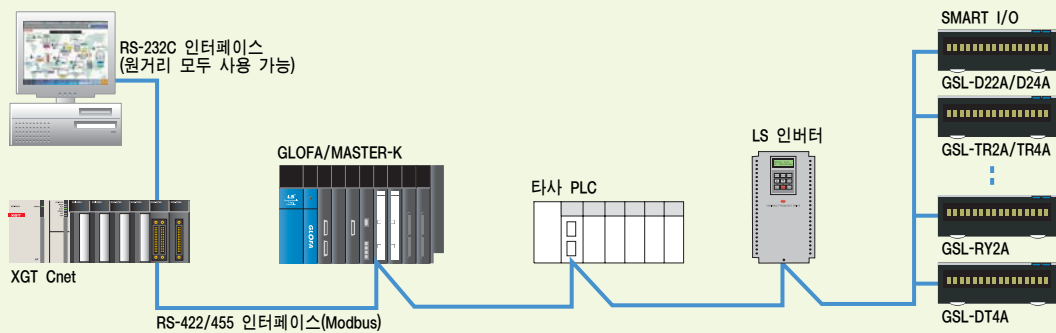 RS-232C 인터페이스
(원거리 모두 사용 가능)
XGT Cnet
RS-422/455 인터페이스(Modbus)
GLOFA/MASTER-K
GLOFA
타사 PLC
LS 인버터
SMART I/O
GSL-D22A/D24A
GSL-TR2A/TR4A
GSL-RY2A
GSL-DT4A